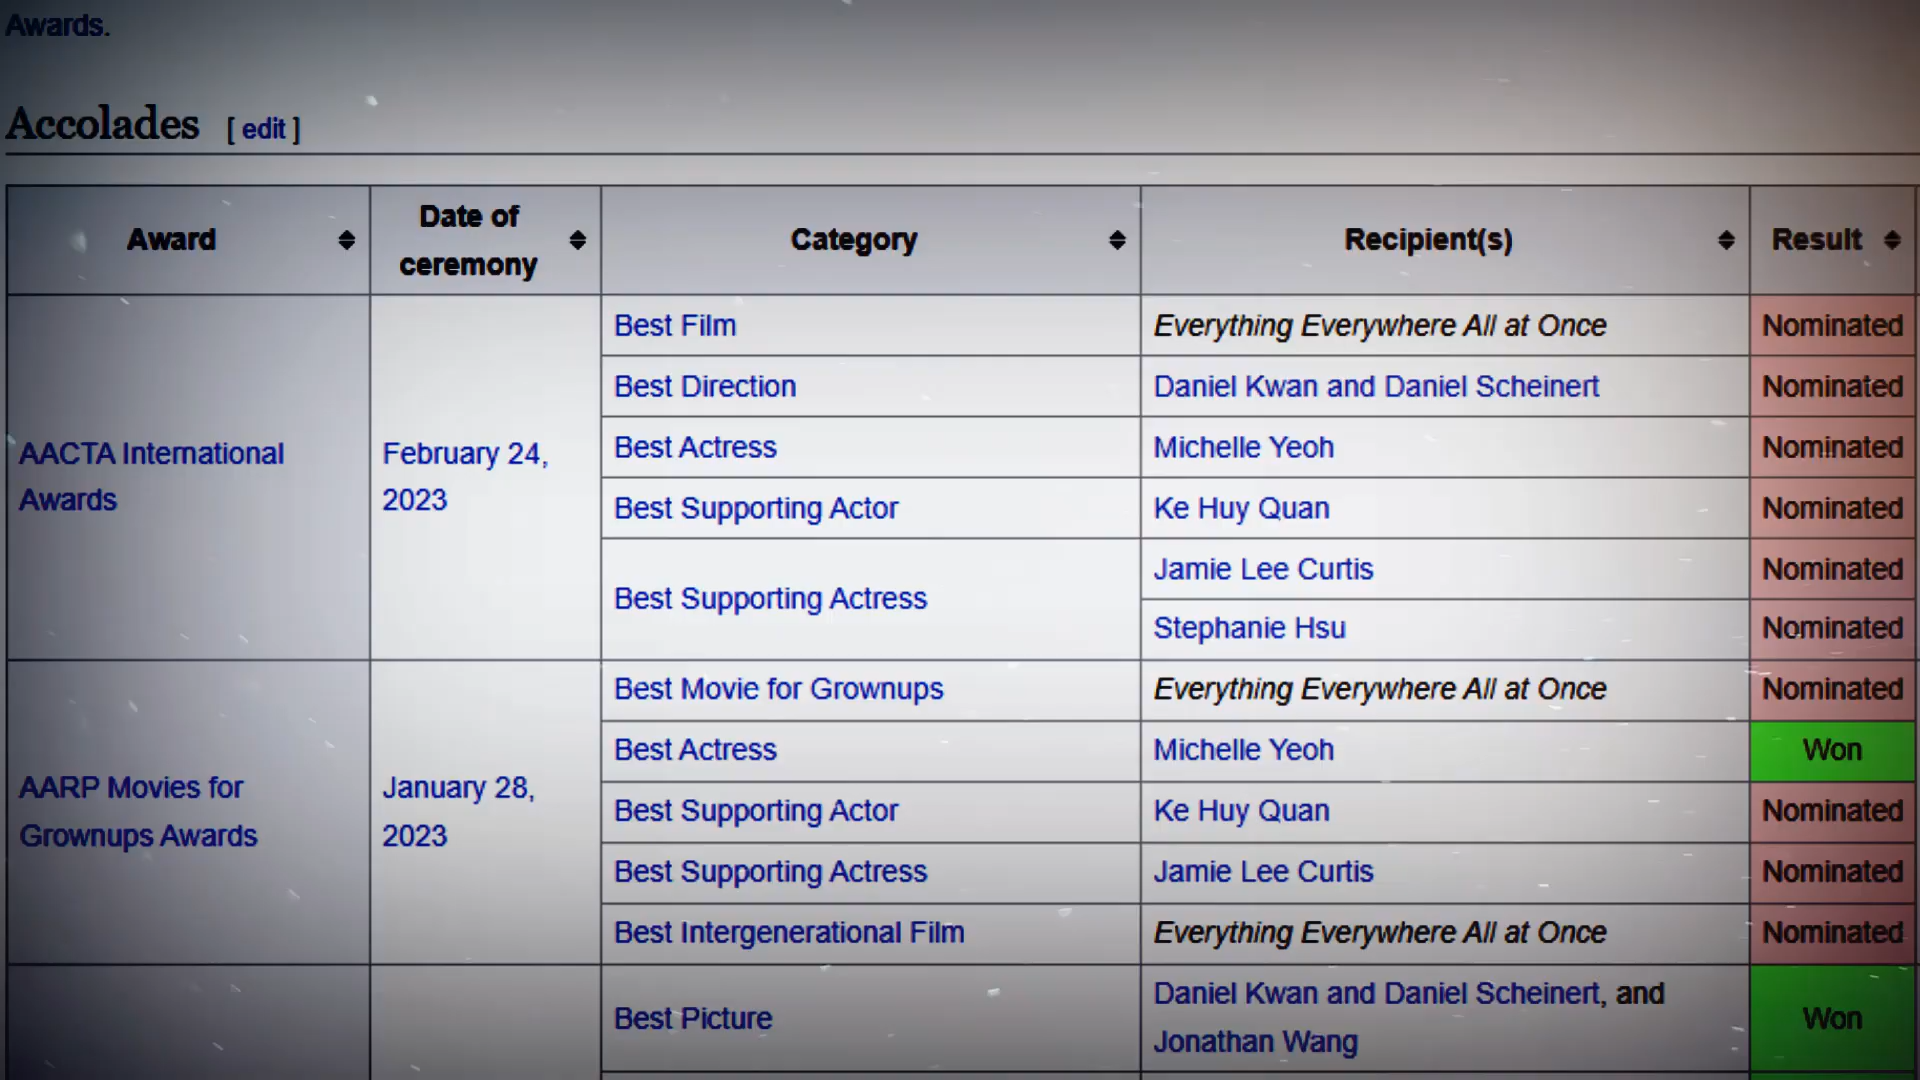 Awards.
Accolades [ edit ]
Award
Date of
ceremony
Category
Recipient(s)
Result
AACTA International
Awards
February 24,
2023
Best Film
Everything Everywhere All at Once
Nominated
Best Direction
Daniel Kwan and Daniel Scheinert
Nominated
Best Actress
Michelle Yeoh
Nominated
Best Supporting Actor
Ke Huy Quan
Nominated
Best Supporting Actress
Jamie Lee Curtis
Nominated
Stephanie Hsu
Nominated
AARP Movies for
Grownups Awards
January 28,
2023
Best Movie for Grownups
Everything Everywhere All at Once
Nominated
Best Actress
Michelle Yeoh
Won
Best Supporting Actor
Ke Huy Quan
Nominated
Best Supporting Actress
Jamie Lee Curtis
Nominated
Best Intergenerational Film
Everything Everywhere All at Once
Nominated
Best Picture
Daniel Kwan and Daniel Scheinert, and
Jonathan Wang
Won